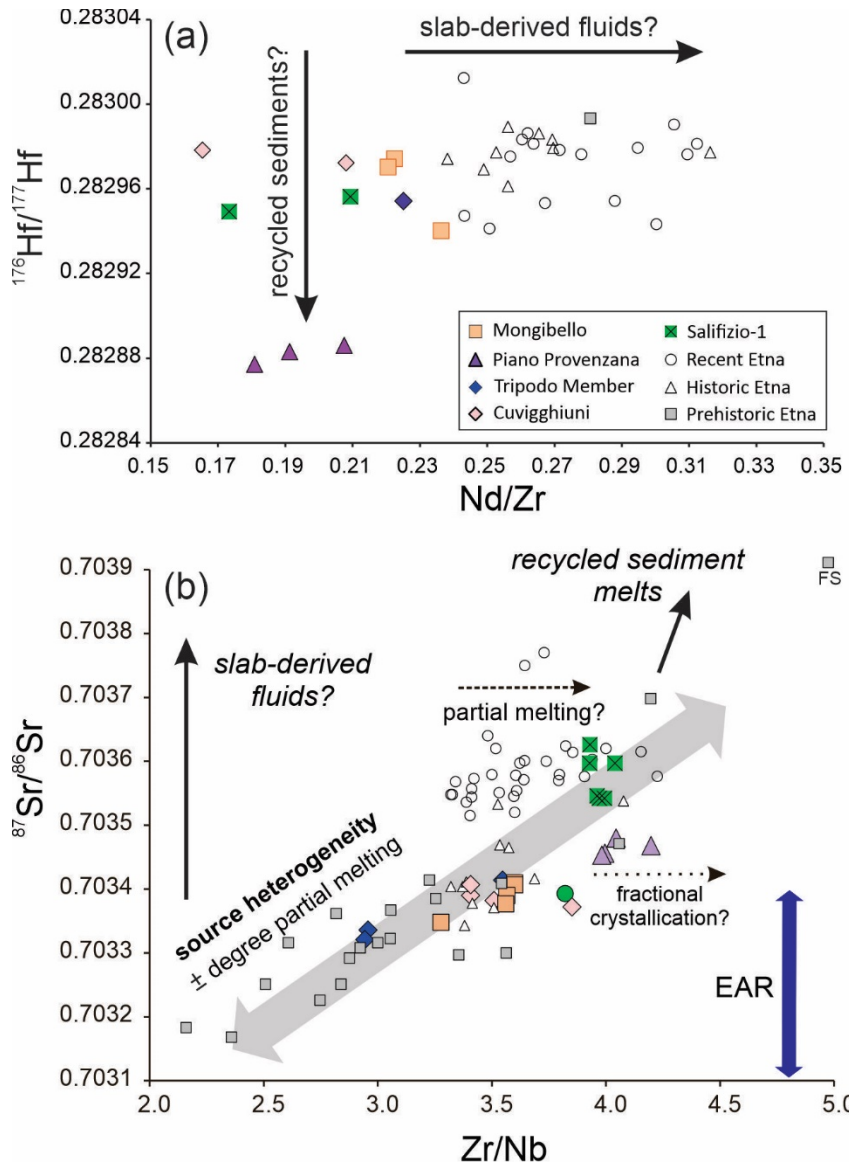 (a)
slab-derived fluids?
recycled sediments?
0.28304
0.28300
0.28296
0.28292
0.28288
0.28284
176Hf/177Hf
Mongibello
Piano Provenzana
Tripodo Member
Cuvigghiuni
Salifizio-1
Recent Etna
Historic Etna
Prehistoric Etna
0.15 0.17 0.19 0.21 0.23 0.25 0.27 0.29 0.31 0.33 0.35
Nd/Zr
(b)
recycled sediment
melts
FS
slab-derived
fluids?
partial melting?
source heterogeneity
± degree partial melting
fractional
crystallication?
EAR
0.7039
0.7038
0.7037
0.7036
0.7035
0.7034
0.7033
0.7032
0.7031
87Sr/86Sr
2.0 2.5 3.0 3.5 4.0 4.5 5.0
Zr/Nb